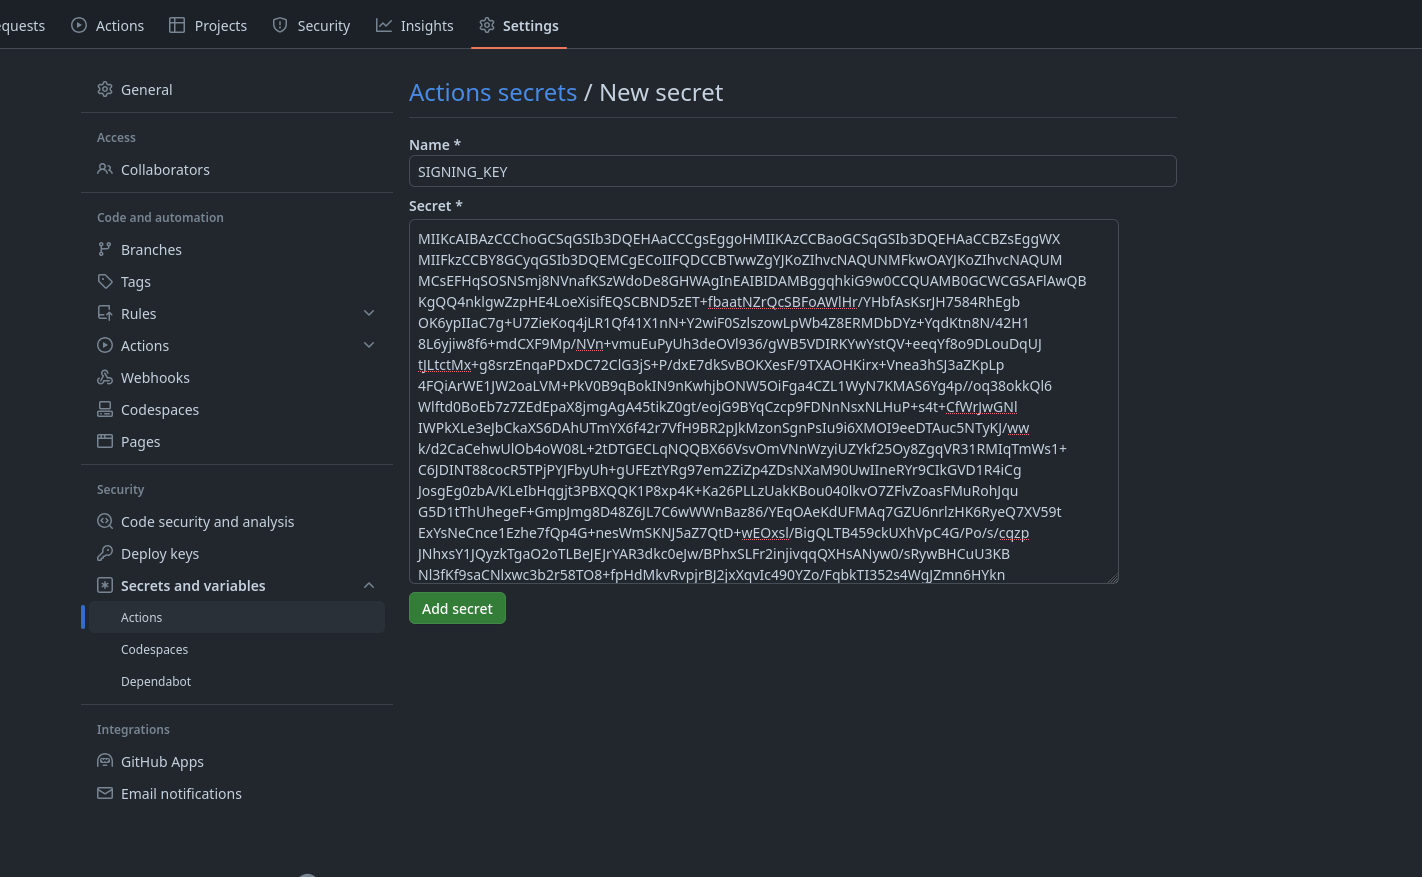 equests
Actions
Projects
Security
Insights
Settings
General
Access
Collaborators
Code and automation
Branches
Tags
Rules
Actions
Webhooks
Codespaces
Pages
Security
Code security and analysis
Deploy keys
Secrets and variables
Actions
Codespaces
Dependabot
Integrations
GitHub Apps
Email notifications
Actions secrets / New secret
Name *
SIGNING_KEY
Secret *
MIIKcAIBAzCCChoGCSqGSIb3DQEHAaCCCgsEggoHMIIKAzCCBaoGCSqGSIb3DQEHAaCCBZsEggWX
MIIFkzCCBY8GCyqGSIb3DQEMCgECoIIFQDCCBTwwZgYJKoZIhvcNAQUNMFkwOAYJKoZIhvcNAQUM
MCsEFHqSOSNSmj8NVnafKSzWdoDe8GHWAgInEAIBIDAMBggqhkiG9w0CCQUAMB0GCWCGSAFlAwQB
KgQQ4nklgwZzpHE4LoeXisifEQSCBND5zET+fbaatNZrQcSBFoAWlHr/YHbfAsKsrJH7584RhEgb
OK6ypIIaC7g+U7ZieKoq4jLR1Qf41X1nN+Y2wiF0SzlszowLpWb4Z8ERMDbDYz+YqdKtn8N/42H1
8L6yjiw8f6+mdCXF9Mp/NVn+vmuEuPyUh3deOVl936/gWB5VDIRKYwYstQV+eeqYf8o9DLouDqUJ
tJLtctMx+g8srzEnqaPDxDC72ClG3jS+P/dxE7dkSvBOKXesF/9TXAOHKirx+Vnea3hSJ3aZKpLp
4FQiArWE1JW2oaLVM+PkV0B9qBokIN9nKwhjbONW5OiFga4CZL1WyN7KMAS6Yg4p//oq38okkQl6
Wlftd0BoEb7z7ZEdEpaX8jmgAgA45tikZ0gt/eojG9BYqCzcp9FDNnNsxNLHuP+s4t+CfWrJwGNl
IWPkXLe3eJbCkaXS6DAhUTmYX6f42r7VfH9BR2pJkMzonSgnPsIu9i6XMOI9eeDTAuc5NTyKJ/ww
k/d2CaCehwUlOb4oW08L+2tDTGECLqNQQBX66VsvOmVNnWzyiUZYkf25Oy8ZgqVR31RMIqTmWs1+
C6JDINT88cocR5TPjPYJFbyUh+gUFEztYRg97em2ZiZp4ZDsNXaM90UwIIneRYr9CIkGVD1R4iCg
JosgEg0zbA/KLeIbHqgjt3PBXQQK1P8xp4K+Ka26PLLzUakKBou040lkvO7ZFlvZoasFMuRohJqu
G5D1tThUhegeF+GmpJmg8D48Z6JL7C6wWWnBaz86/YEqOAeKdUFMAq7GZU6nrlzHK6RyeQ7XV59t
ExYsNeCnce1Ezhe7fQp4G+nesWmSKNJ5aZ7QtD+wEOxsl/BigQLTB459ckUXhVpC4G/Po/s/cqzp
JNhxsY1JQyzkTgaO2oTLBeJEJrYAR3dkc0eJw/BPhxSLFr2injivqqQXHsANyw0/sRywBHCuU3KB
Nl3fKf9saCNlxwc3b2r58TO8+fpHdMkvRvpjrBJ2jxXqvIc490YZo/FqbkTI352s4WgJZmn6HYkn
Add secret